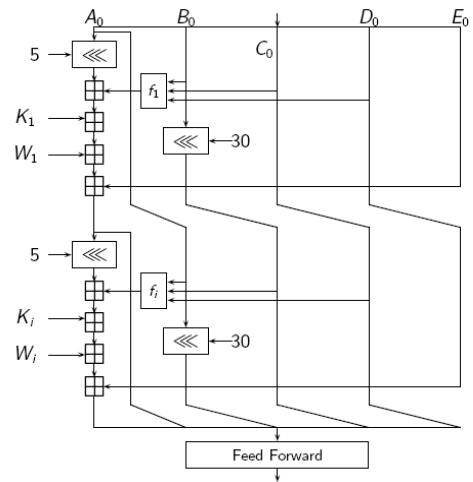 A₀ B₀ C₀ D₀ E₀
5 <<<
f₁
K₁
W₁ <<< 30
5 <<<
fᵢ
Kᵢ
Wᵢ <<< 30
Feed Forward